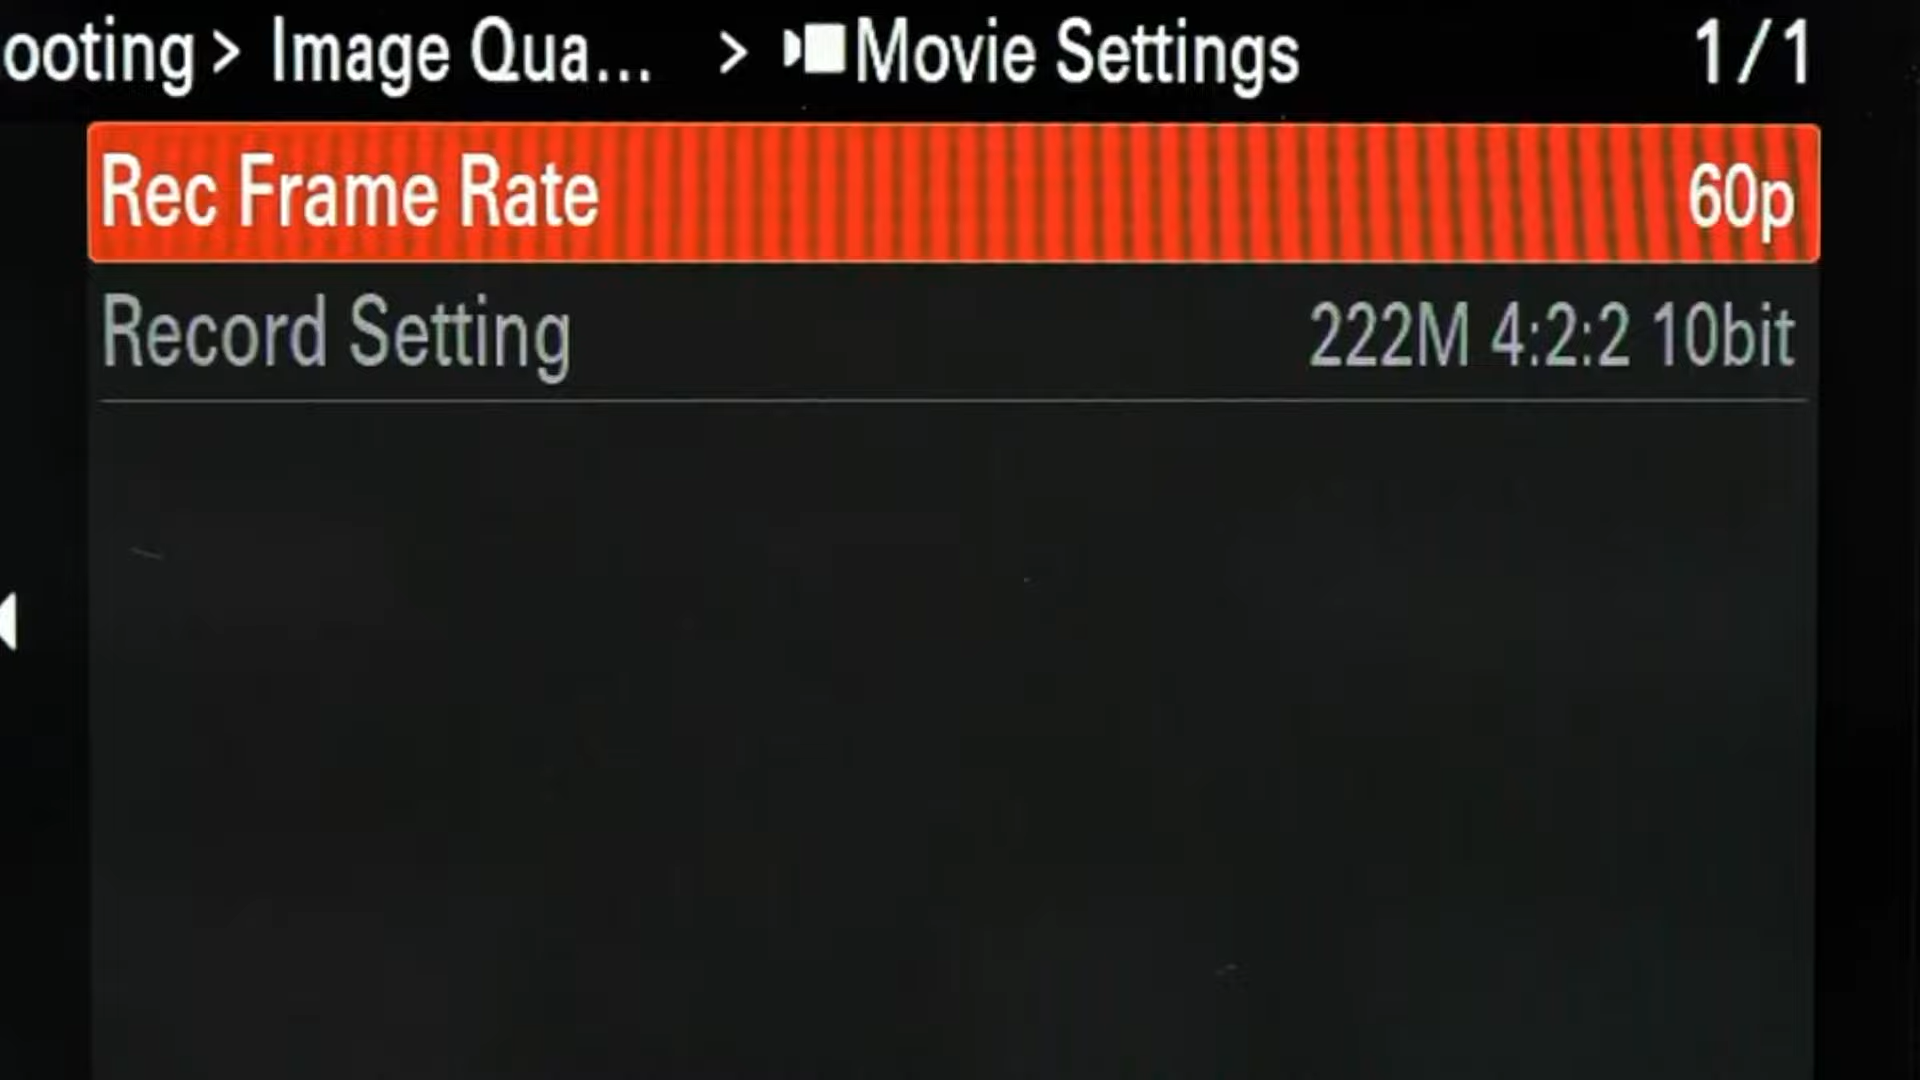 ooting > Image Qua... > Movie Settings 1/1
Rec Frame Rate 60p
Record Setting 222M 4:2:2 10bit